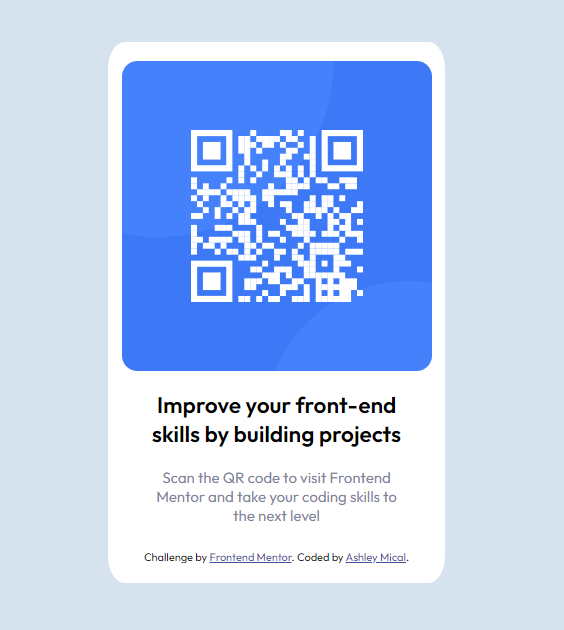 Improve your front-end
skills by building projects
Scan the QR code to visit Frontend
Mentor and take your coding skills to
the next level
Challenge by Frontend Mentor. Coded by Ashley Mical.